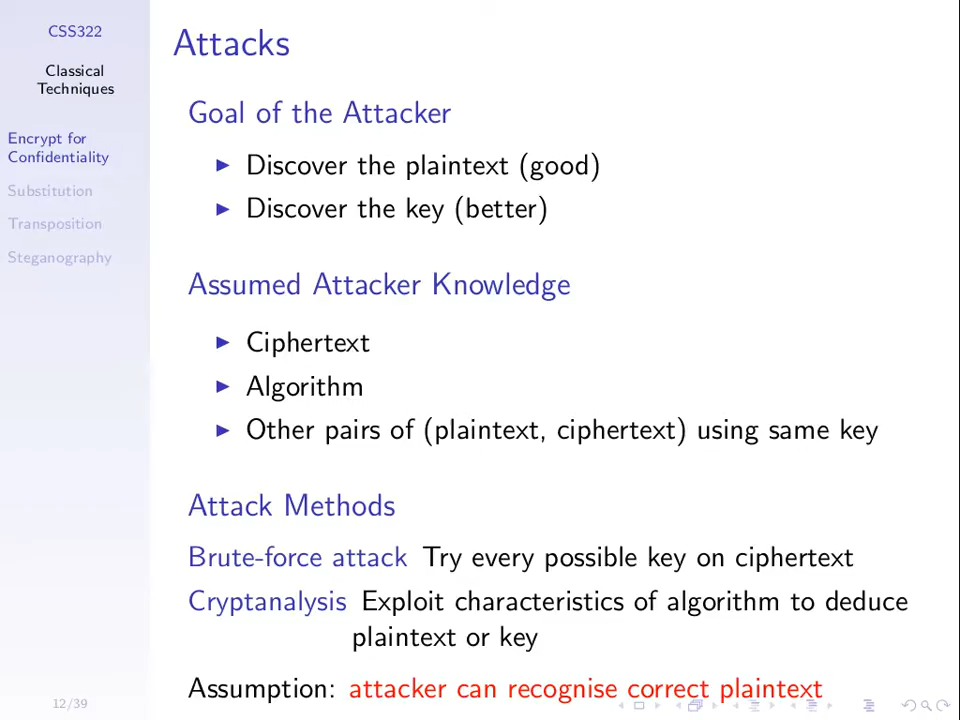 CSS322
Classical
Techniques
Encrypt for
Confidentiality
Substitution
Transposition
Steganography
12/39
Attacks
Goal of the Attacker
Discover the plaintext (good)
Discover the key (better)
Assumed Attacker Knowledge
Ciphertext
Algorithm
Other pairs of (plaintext, ciphertext) using same key
Attack Methods
Brute-force attack Try every possible key on ciphertext
Cryptanalysis Exploit characteristics of algorithm to deduce
plaintext or key
Assumption: attacker can recognise correct plaintext